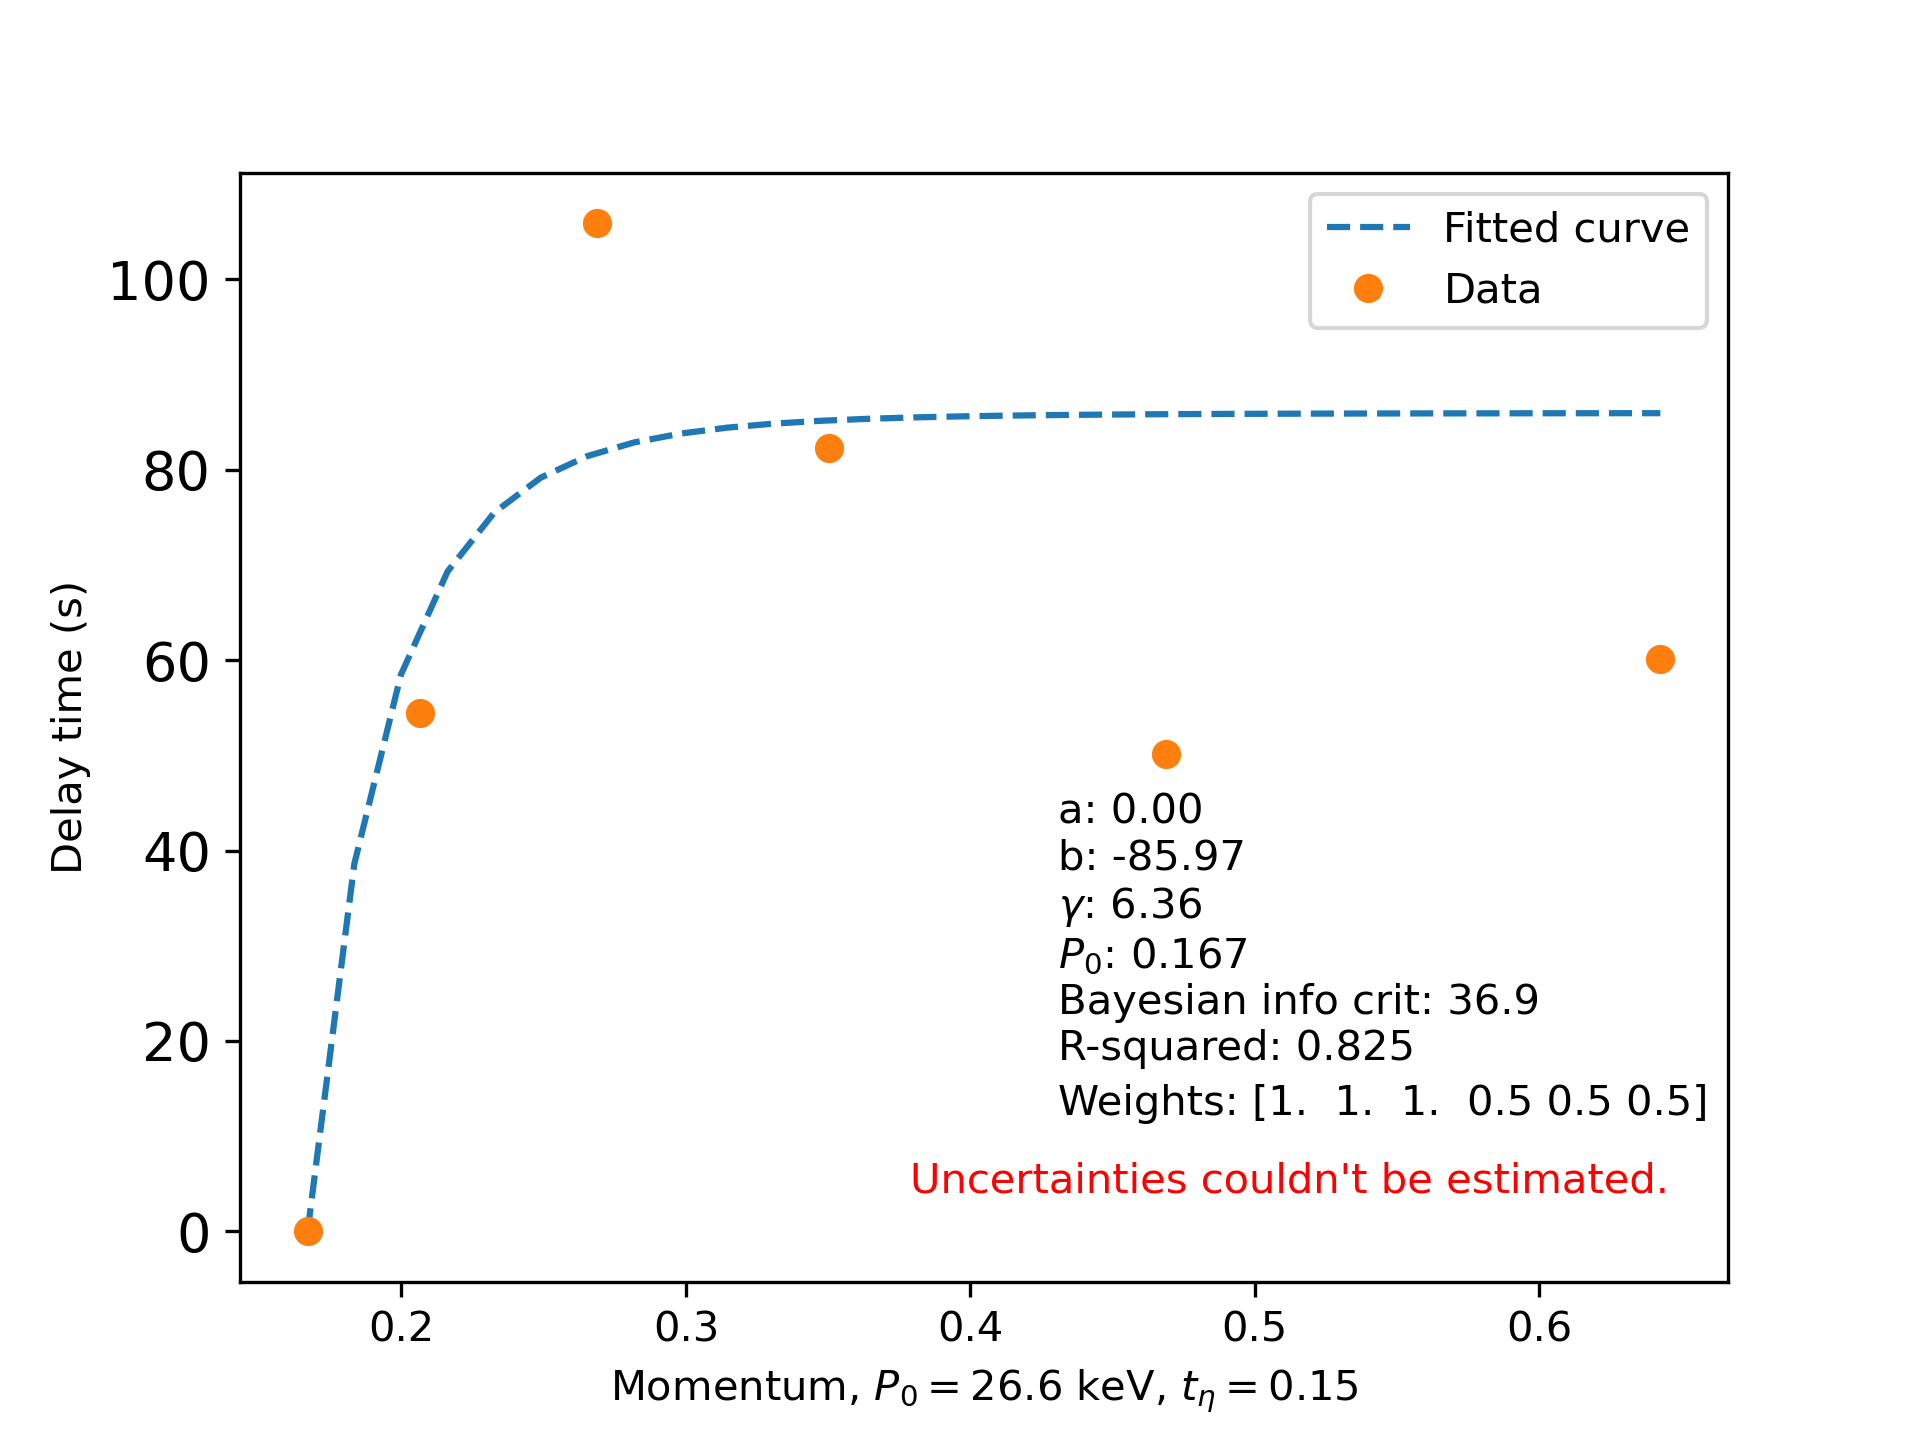 Fitted curve
Data
100
80
60
40
20
0
Delay time (s)
a: 0.00
b: -85.97
γ: 6.36
P₀: 0.167
Bayesian info crit: 36.9
R-squared: 0.825
Weights: [1.  1.  1.  0.5 0.5 0.5]
Uncertainties couldn't be estimated.
0.2 0.3 0.4 0.5 0.6
Momentum, P₀ = 26.6 keV, t_η = 0.15